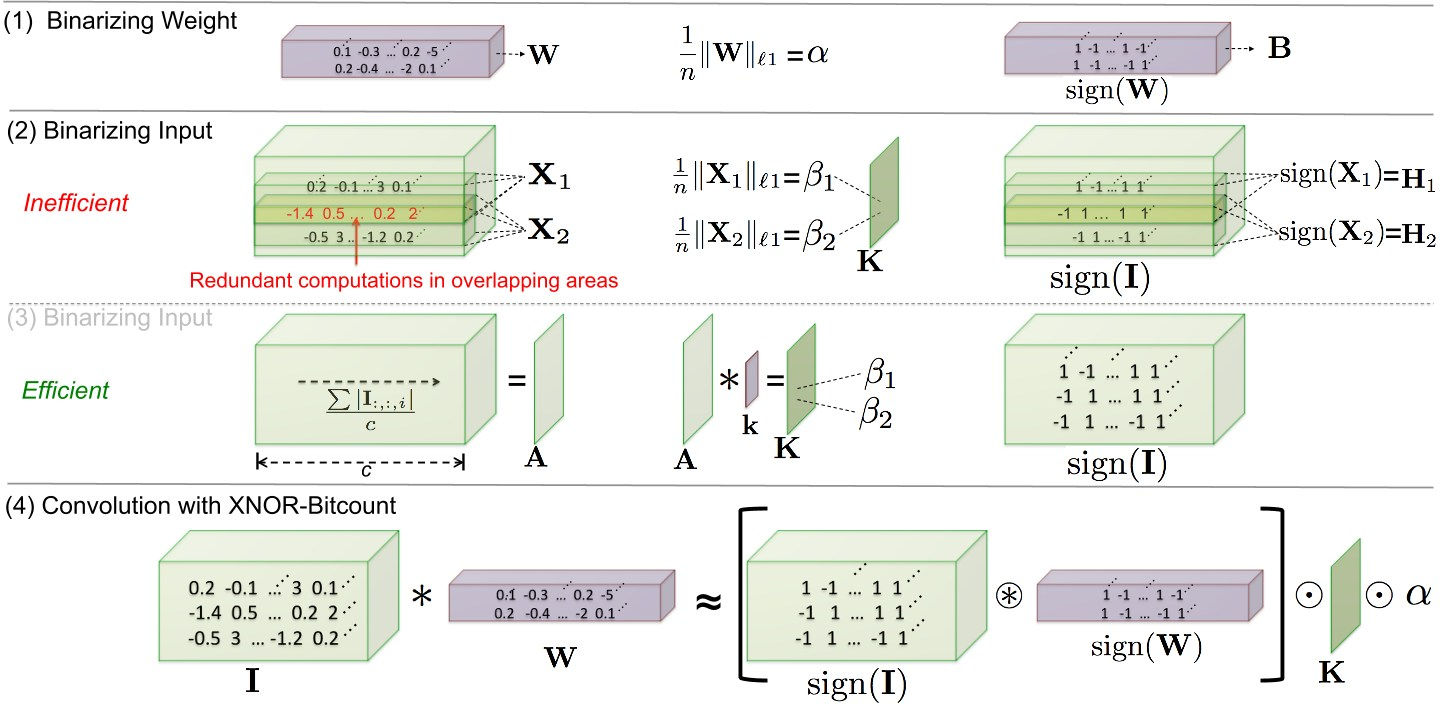 (1) Binarizing Weight
0.1 -0.3 ... 0.2 -5
0.2 -0.4 ... -2 0.1
W
1/n ‖W‖ℓ1 = α
1 -1 ... 1 -1
1 -1 ... -1 1
B
sign(W)
(2) Binarizing Input
Inefficient
0.2 -0.1 ... 3 0.1
-1.4 0.5 ... 0.2 2
-0.5 3 ... -1.2 0.2
X1
X2
Redundant computations in overlapping areas
1/n ‖X1‖ℓ1 = β1
1/n ‖X2‖ℓ1 = β2
K
1 -1 ... 1 1
-1 1 ... 1 1
-1 1 ... -1 1
sign(X1)=H1
sign(X2)=H2
sign(I)
(3) Binarizing Input
Efficient
∑ |I:,:,i|
c
c
=
A
A
*
k
=
K
β1
β2
1 -1 ... 1 1
-1 1 ... 1 1
-1 1 ... -1 1
sign(I)
(4) Convolution with XNOR-Bitcount
0.2 -0.1 ... 3 0.1
-1.4 0.5 ... 0.2 2
-0.5 3 ... -1.2 0.2
I
*
0.1 -0.3 ... 0.2 -5
0.2 -0.4 ... -2 0.1
W
≈
[
1 -1 ... 1 1
-1 1 ... 1 1
-1 1 ... -1 1
sign(I)
⊛
1 -1 ... 1 -1
1 -1 ... -1 1
sign(W)
]
⊙
K
⊙ α